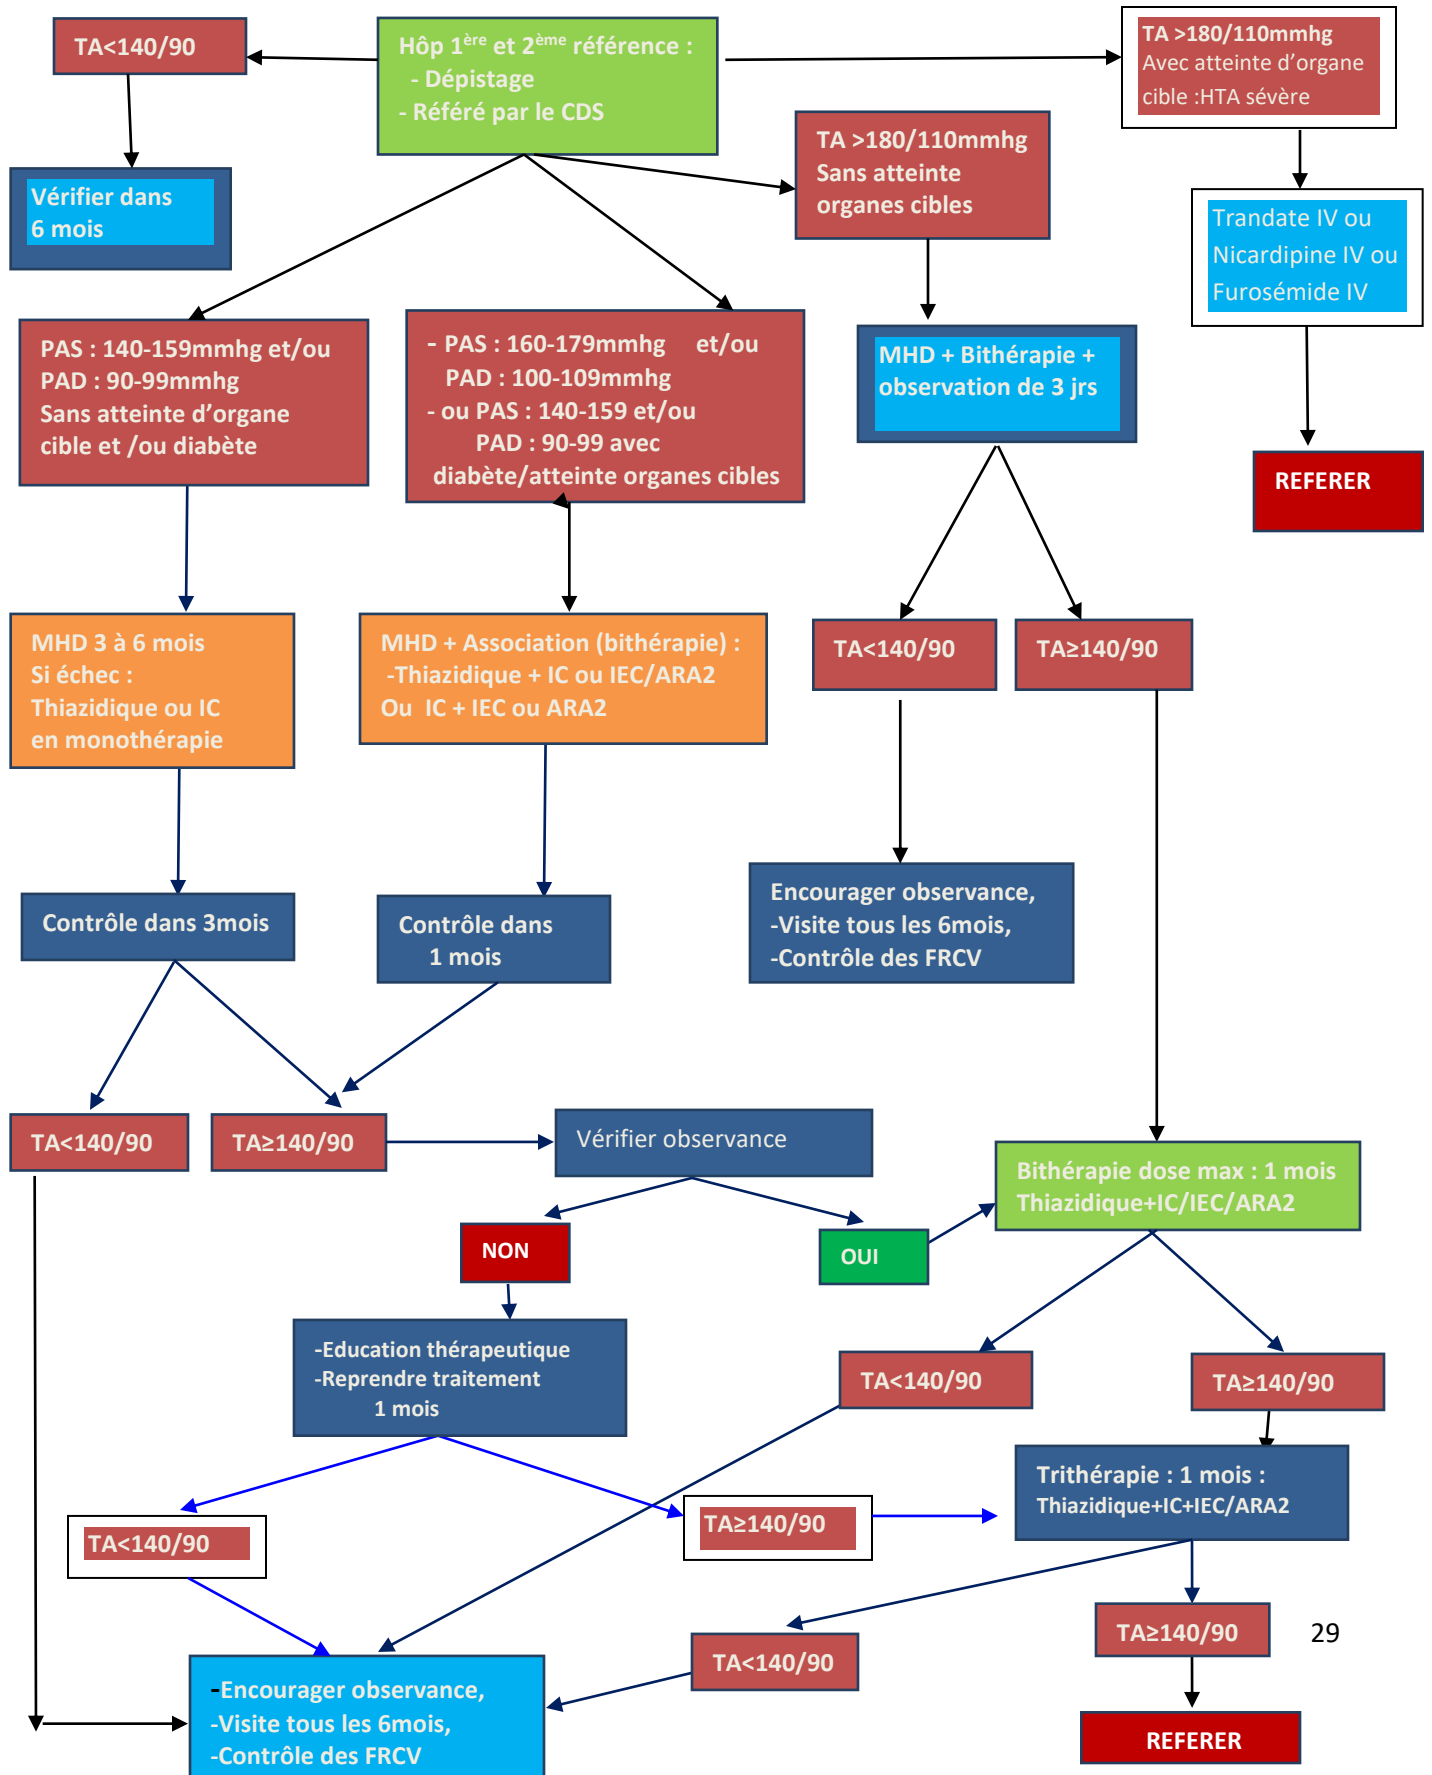 TA<140/90
Hôp 1ère et 2ème référence :
- Dépistage
- Référé par le CDS
TA >180/110mmhg
Avec atteinte d'organe
cible :HTA sévère
TA >180/110mmhg
Sans atteinte
organes cibles
Vérifier dans
6 mois
Trandate IV ou
Nicardipine IV ou
Furosémide IV
PAS : 140-159mmhg et/ou
PAD : 90-99mmhg
Sans atteinte d'organe
cible et /ou diabète
- PAS : 160-179mmhg et/ou
PAD : 100-109mmhg
- ou PAS : 140-159 et/ou
PAD : 90-99 avec
diabète/atteinte organes cibles
MHD + Bithérapie +
observation de 3 jrs
REFERER
MHD 3 à 6 mois
Si échec :
Thiazidique ou IC
en monothérapie
MHD + Association (bithérapie) :
-Thiazidique + IC ou IEC/ARA2
Ou IC + IEC ou ARA2
TA<140/90
TA≥140/90
Contrôle dans 3mois
Contrôle dans
1 mois
Encourager observance,
-Visite tous les 6mois,
-Contrôle des FRCV
TA<140/90
TA≥140/90
Vérifier observance
Bithérapie dose max : 1 mois
Thiazidique+IC/IEC/ARA2
NON
OUI
-Education thérapeutique
-Reprendre traitement
1 mois
TA<140/90
TA≥140/90
Trithérapie : 1 mois :
Thiazidique+IC+IEC/ARA2
TA<140/90
TA≥140/90
TA<140/90
TA≥140/90
29
-Encourager observance,
-Visite tous les 6mois,
-Contrôle des FRCV
REFERER